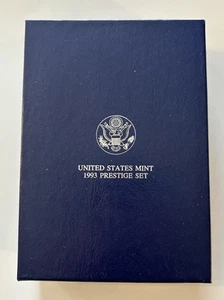 UNITED STATES MINT
1993 PRESTIGE SET